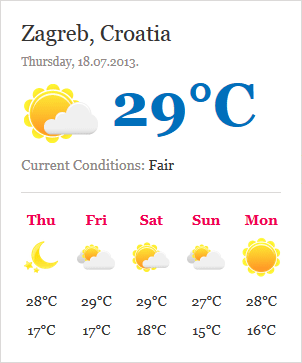 Zagreb, Croatia
Thursday, 18.07.2013.
29°C
Current Conditions: Fair
Thu Fri Sat Sun Mon
28°C 29°C 29°C 27°C 28°C
17°C 17°C 18°C 15°C 16°C